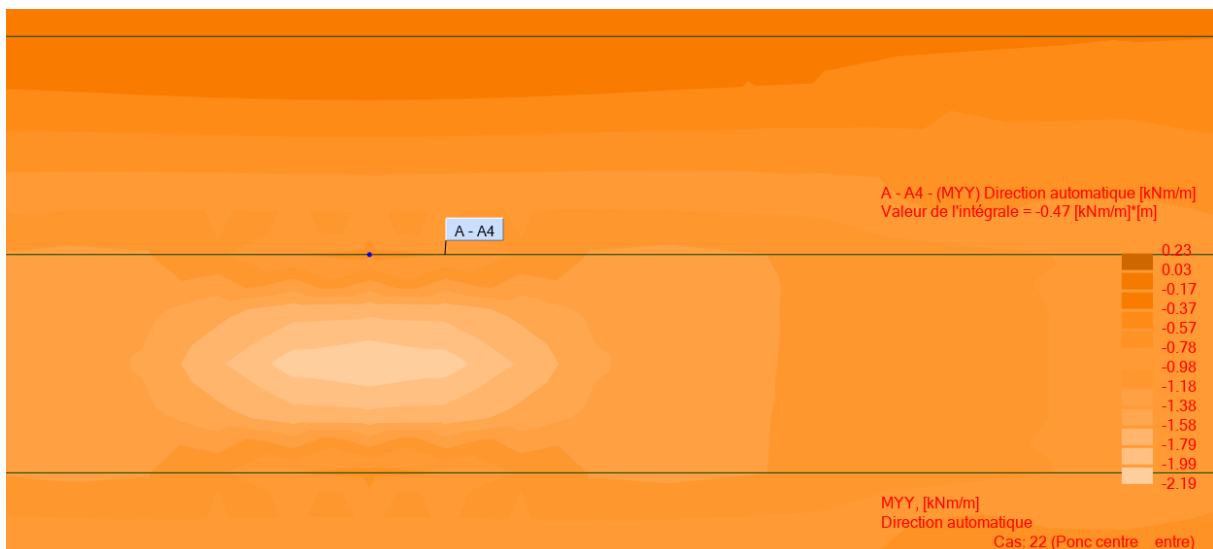 A - A4 - (MYY) Direction automatique [kNm/m]
Valeur de l'intégrale = -0.47 [kNm/m]*[m]
A - A4
0.23
0.03
-0.17
-0.37
-0.57
-0.78
-0.98
-1.18
-1.38
-1.58
-1.79
-1.99
-2.19
MYY, [kNm/m]
Direction automatique
Cas: 22 (Ponc centre entre)